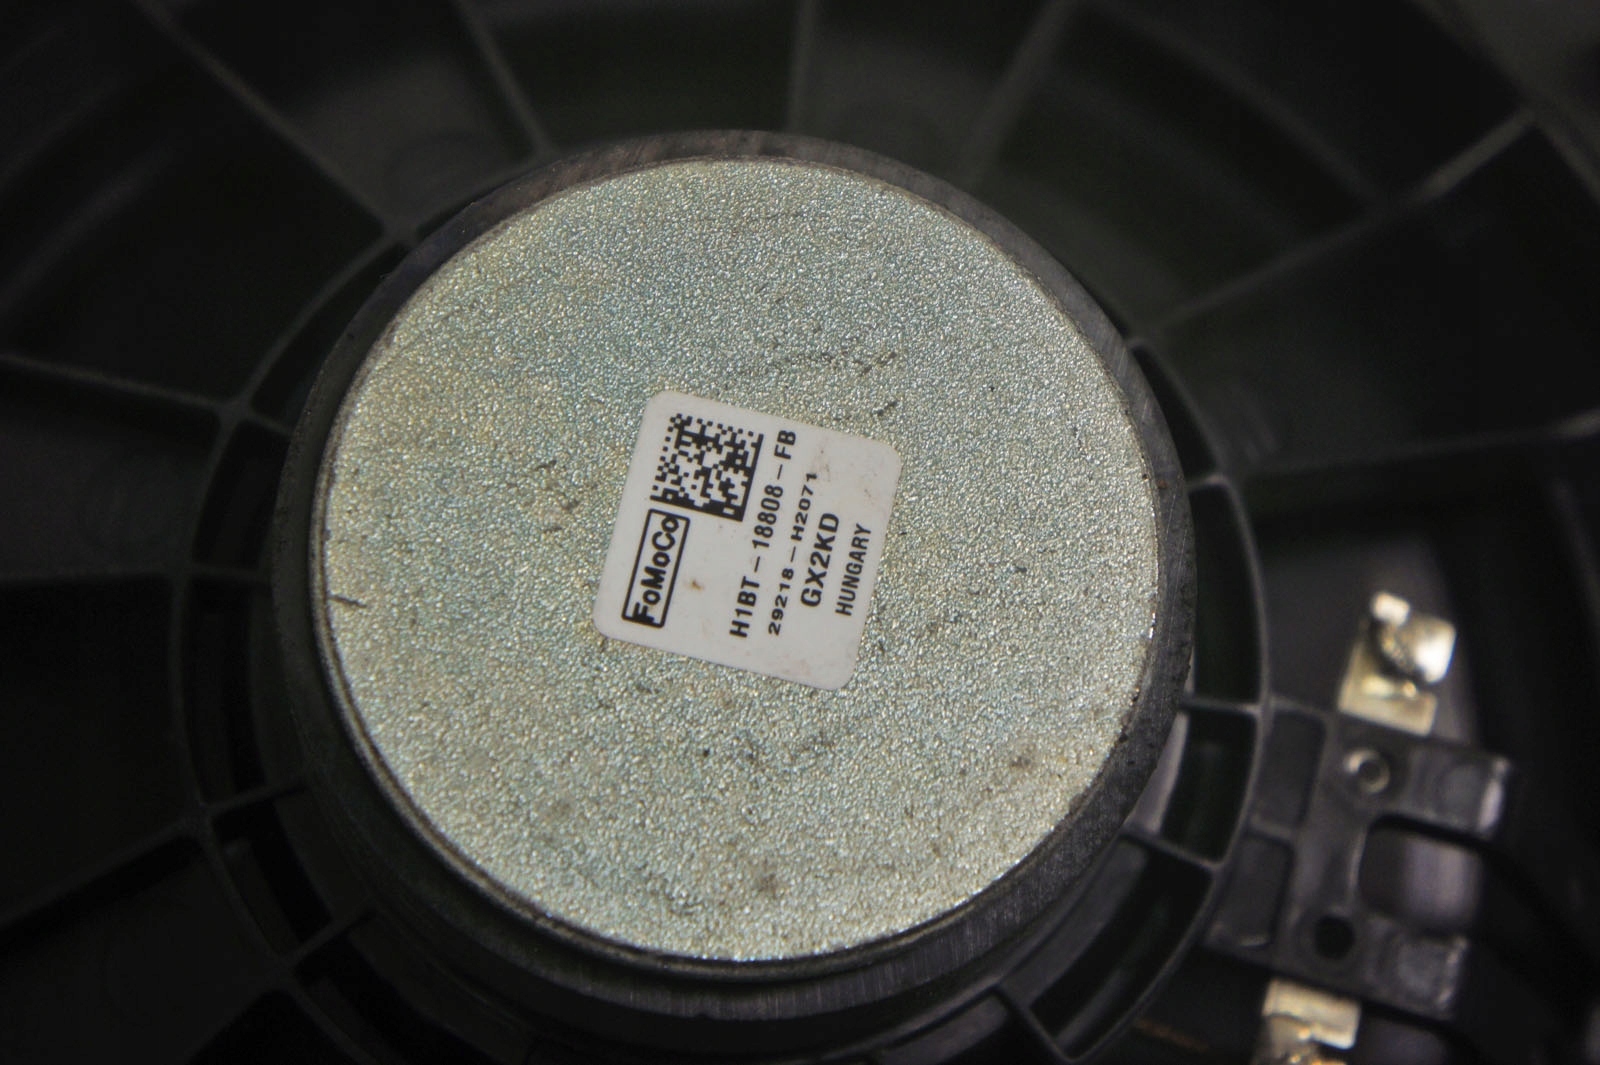 FoMoCo
H1BT-18808-FB
29218-H2071
GX2KD
HUNGARY